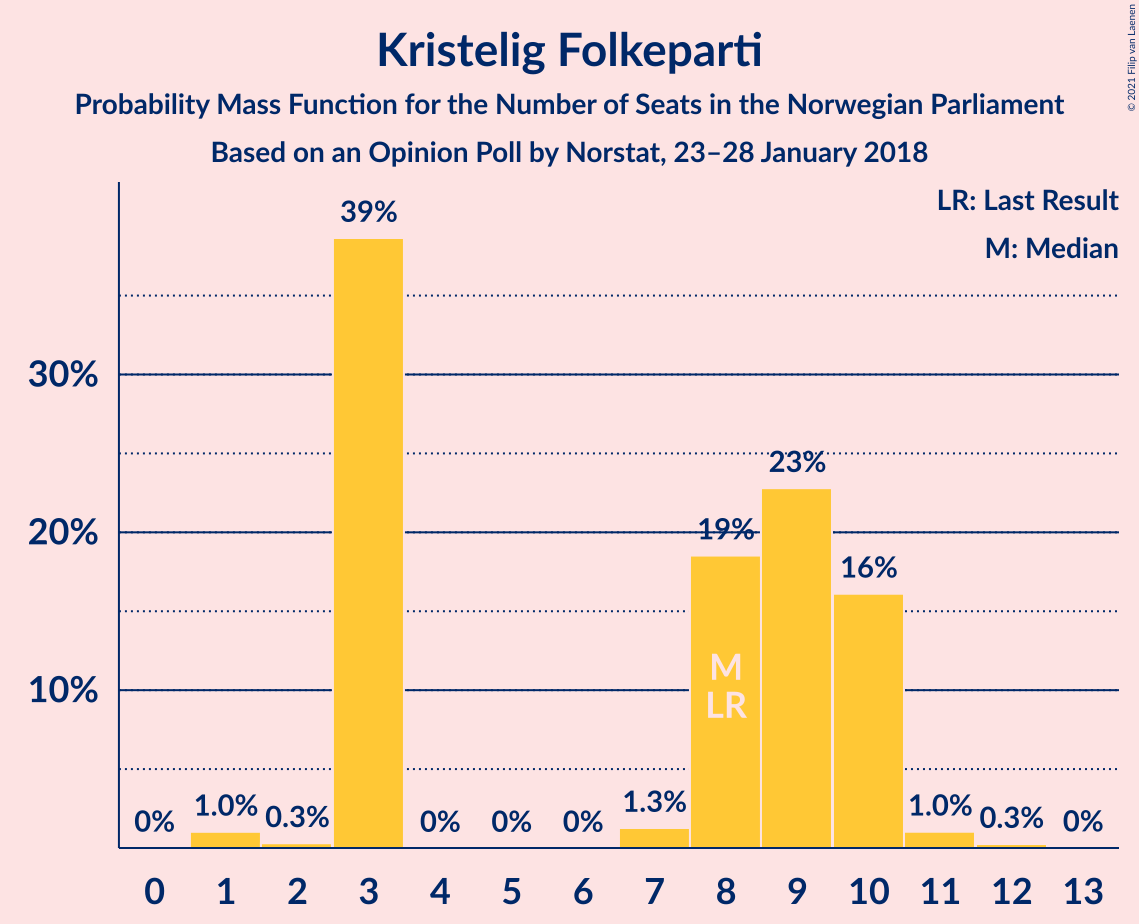 Kristelig Folkeparti
Probability Mass Function for the Number of Seats in the Norwegian Parliament
Based on an Opinion Poll by Norstat, 23–28 January 2018
© 2021 Filip van Laenen
LR: Last Result
M: Median
39%
30%
23%
20%
19%
16%
M
LR
10%
0%
1.0%
0.3%
0%
0%
0%
1.3%
1.0%
0.3%
0%
0 1 2 3 4 5 6 7 8 9 10 11 12 13